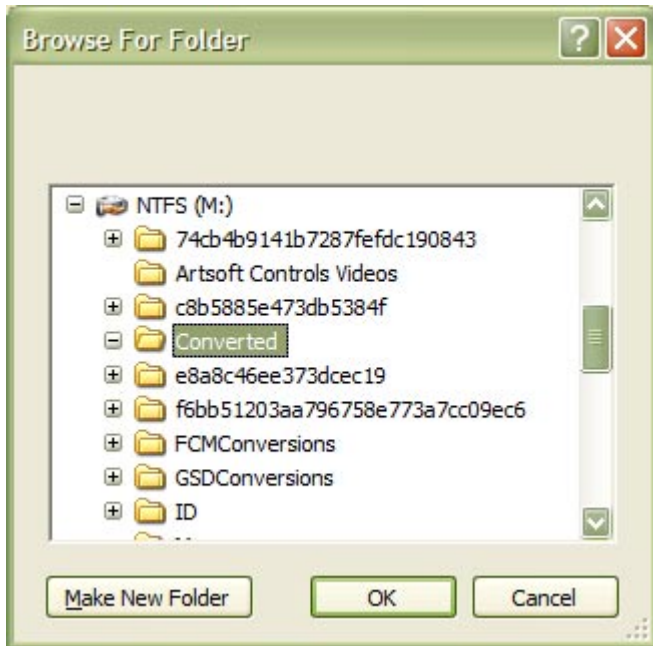 Browse For Folder
NTFS (M:)
74cb4b9141b7287fefdc190843
Artsoft Controls Videos
c8b5885e473db5384f
Converted
e8a8c46ee373dcec19
f6bb51203aa796758e773a7cc09ec6
FCMConversions
GSDConversions
ID
Make New Folder
OK
Cancel